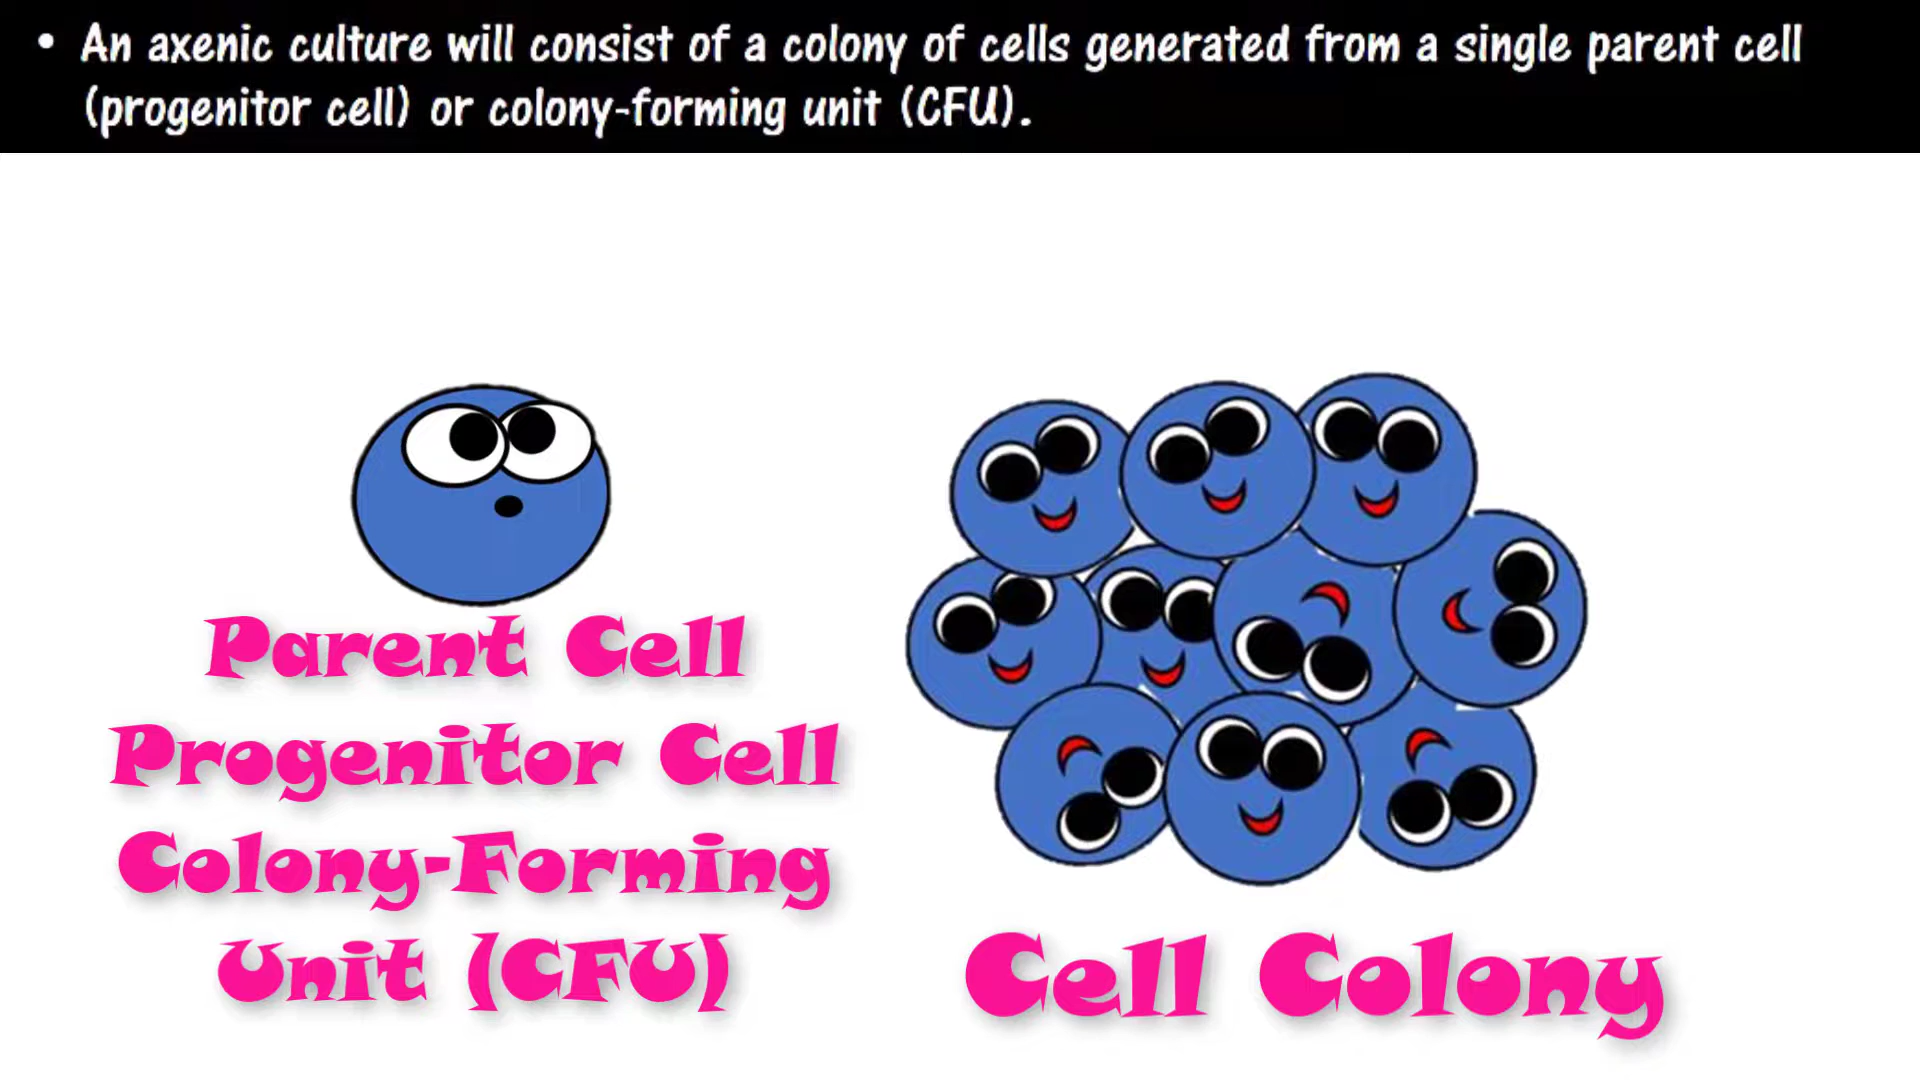 • An axenic culture will consist of a colony of cells generated from a single parent cell
(progenitor cell) or colony-forming unit (CFU).
Parent Cell
Progenitor Cell
Colony-Forming
Unit (CFU)
Cell Colony